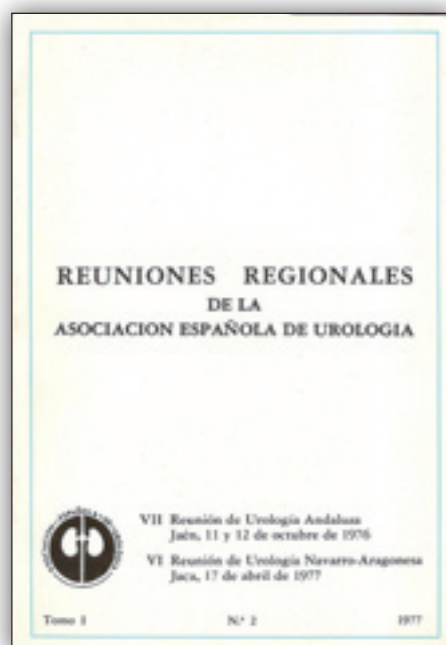 REUNIONES REGIONALES
DE LA
ASOCIACION ESPAÑOLA DE UROLOGIA
VII Reunión de Urología Andaluza
Jaén, 11 y 12 de octubre de 1976
VI Reunión de Urología Navarro-Aragonesa
Jaca, 17 de abril de 1977
Tomo I N.º 2 1977